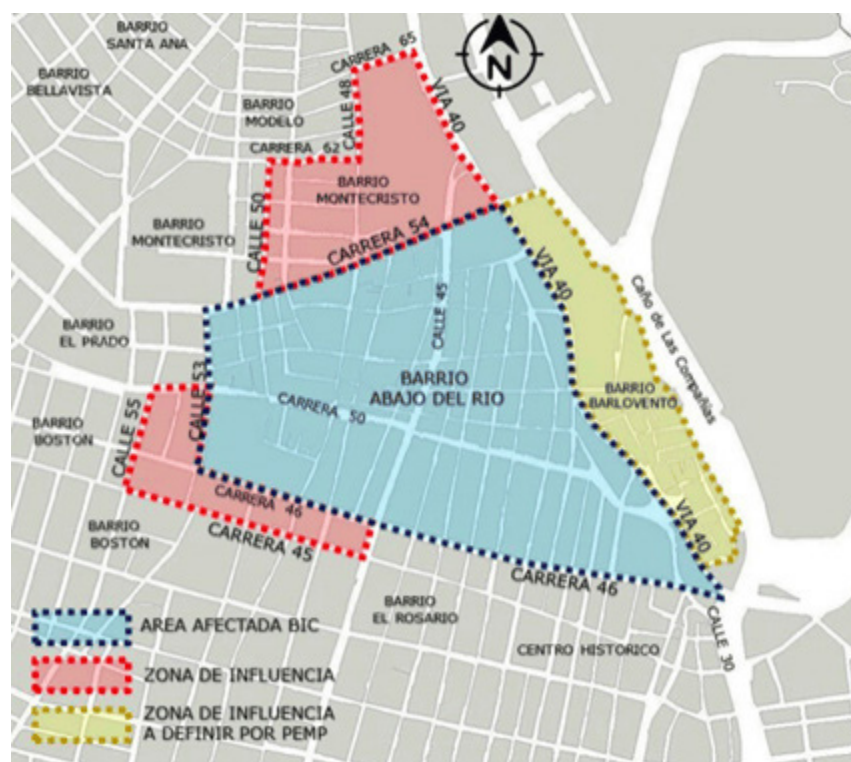 BARRIO
SANTA ANA
CARRERA 65
BARRIO
BELLAVISTA
N
CALLE 48
VIA 40
BARRIO
MODELO
CARRERA 62
BARRIO
MONTECRISTO
CALLE 50
BARRIO
MONTECRISTO
CARRERA 54
VIA 40
Caño de Las Compañias
CALLE 45
BARRIO
EL PRADO
CALLE 53
BARRIO
ABAJO DEL RIO
BARRIO
BARLOVENTO
CALLE 55
CARRERA 50
BARRIO
BOSTON
CARRERA 46
VIA 40
BARRIO
BOSTON
CARRERA 45
CARRERA 46
BARRIO
EL ROSARIO
CALLE 30
CENTRO HISTORICO
AREA AFECTADA BIC
ZONA DE INFLUENCIA
ZONA DE INFLUENCIA
A DEFINIR POR PEMP